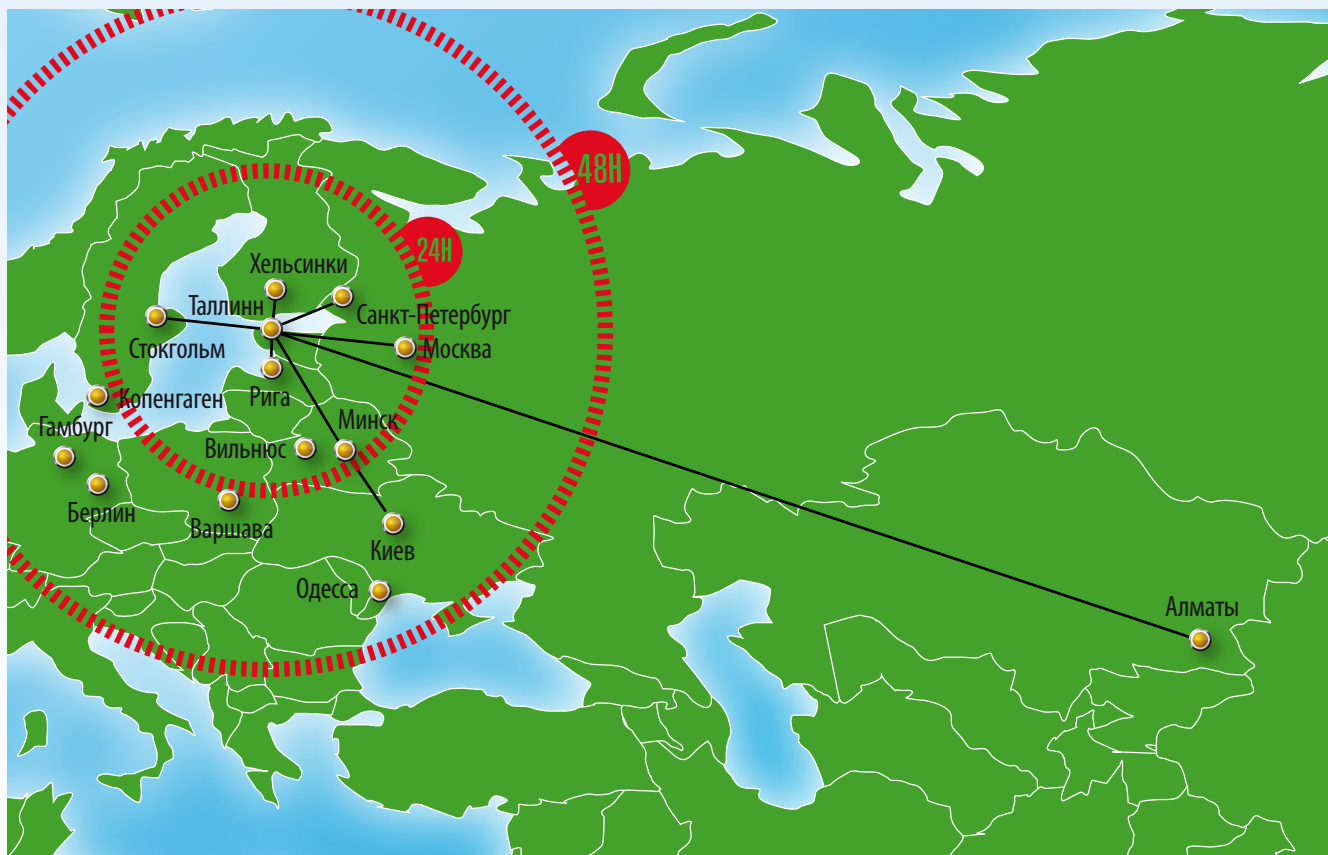 48H
24H
Хельсинки
Таллинн
Санкт-Петербург
Стокгольм
Москва
Рига
Копенгаген
Минск
Гамбург
Вильнюс
Берлин
Варшава
Киев
Одесса
Алматы